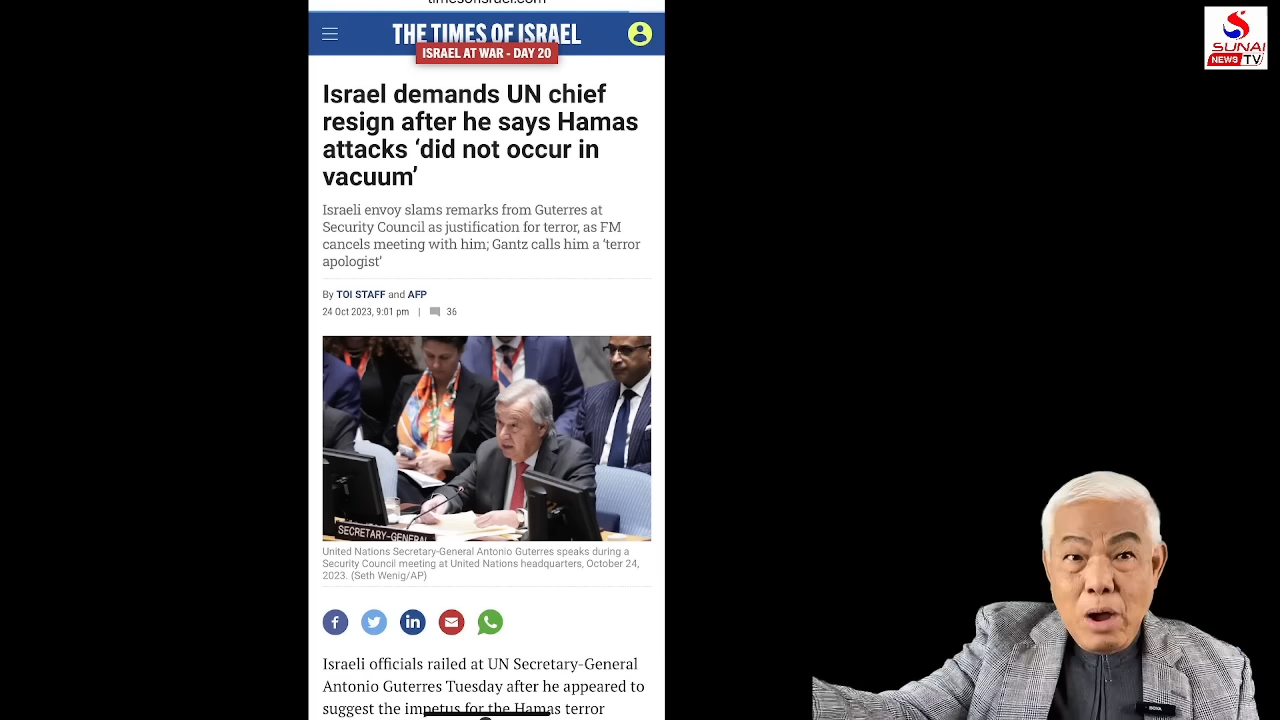 timesofisrael.com
THE TIMES OF ISRAEL
ISRAEL AT WAR - DAY 20
SUNAI
NEWS TV
Israel demands UN chief
resign after he says Hamas
attacks ‘did not occur in
vacuum’
Israeli envoy slams remarks from Guterres at
Security Council as justification for terror, as FM
cancels meeting with him; Gantz calls him a ‘terror
apologist’
By TOI STAFF and AFP
24 Oct 2023, 9:01 pm | 36
SECRETARY-GENERAL
United Nations Secretary-General Antonio Guterres speaks during a
Security Council meeting at United Nations headquarters, October 24,
2023. (Seth Wenig/AP)
f
in
Israeli officials railed at UN Secretary-General
Antonio Guterres Tuesday after he appeared to
suggest the impetus for the Hamas terror